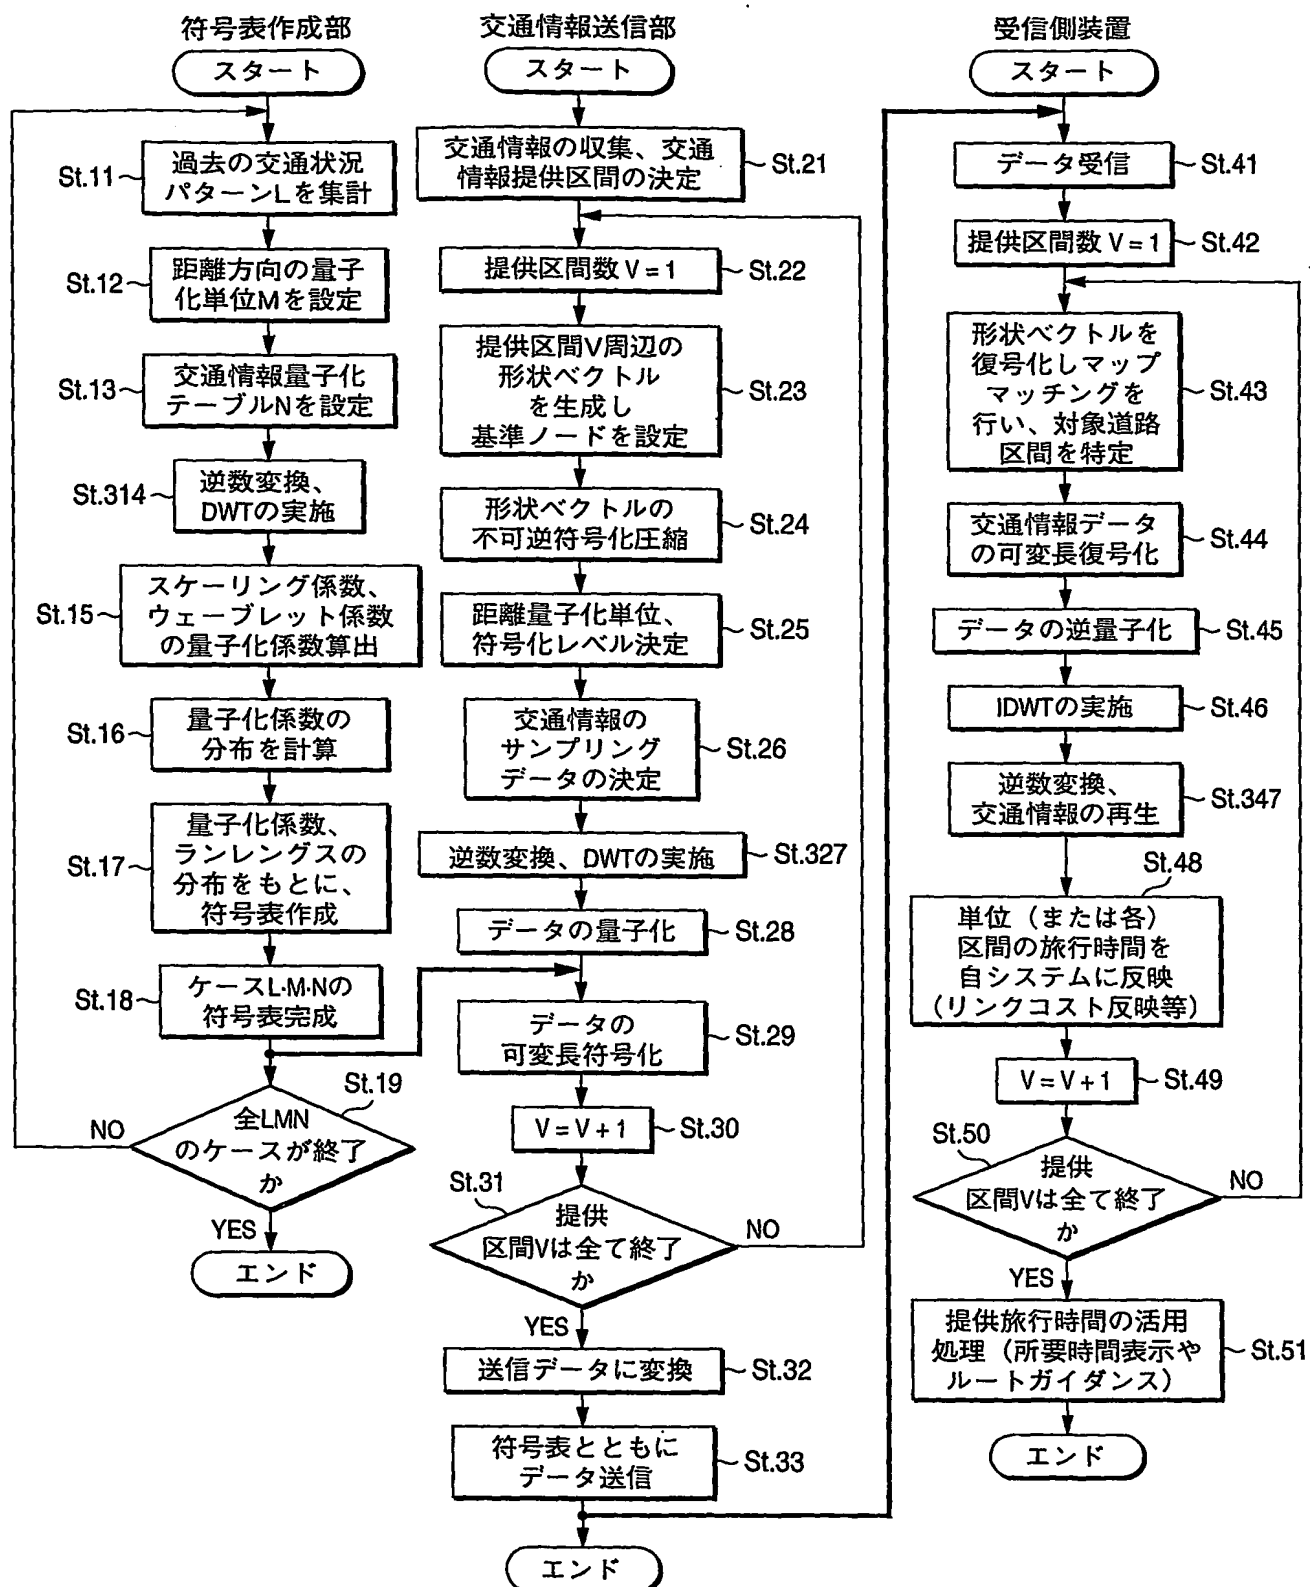 符号表作成部
スタート
St.11
過去の交通状況
パターンLを集計
St.12
距離方向の量子
化単位Mを設定
St.13
交通情報量子化
テーブルNを設定
St.314
逆数変換、
DWTの実施
St.15
スケーリング係数、
ウェーブレット係数
の量子化係数算出
St.16
量子化係数の
分布を計算
St.17
量子化係数、
ランレングスの
分布をもとに、
符号表作成
St.18
ケースL·M·Nの
符号表完成
St.19
全LMN
のケースが終了
か
NO
YES
エンド
交通情報送信部
スタート
交通情報の収集、交通
情報提供区間の決定
St.21
提供区間数 V = 1
St.22
提供区間V周辺の
形状ベクトル
を生成し
基準ノードを設定
St.23
形状ベクトルの
不可逆符号化圧縮
St.24
距離量子化単位、
符号化レベル決定
St.25
交通情報の
サンプリング
データの決定
St.26
逆数変換、DWTの実施
St.327
データの量子化
St.28
データの
可変長符号化
St.29
V = V + 1
St.30
St.31
提供
区間Vは全て終了
か
NO
YES
送信データに変換
St.32
符号表とともに
データ送信
St.33
エンド
受信側装置
スタート
データ受信
St.41
提供区間数 V = 1
St.42
形状ベクトルを
復号化しマップ
マッチングを
行い、対象道路
区間を特定
St.43
交通情報データ
の可変長復号化
St.44
データの逆量子化
St.45
IDWTの実施
St.46
逆数変換、
交通情報の再生
St.347
St.48
単位（または各）
区間の旅行時間を
自システムに反映
（リンクコスト反映等）
V = V + 1
St.49
St.50
提供
区間Vは全て終了
か
NO
YES
提供旅行時間の活用
処理（所要時間表示や
ルートガイダンス）
St.51
エンド